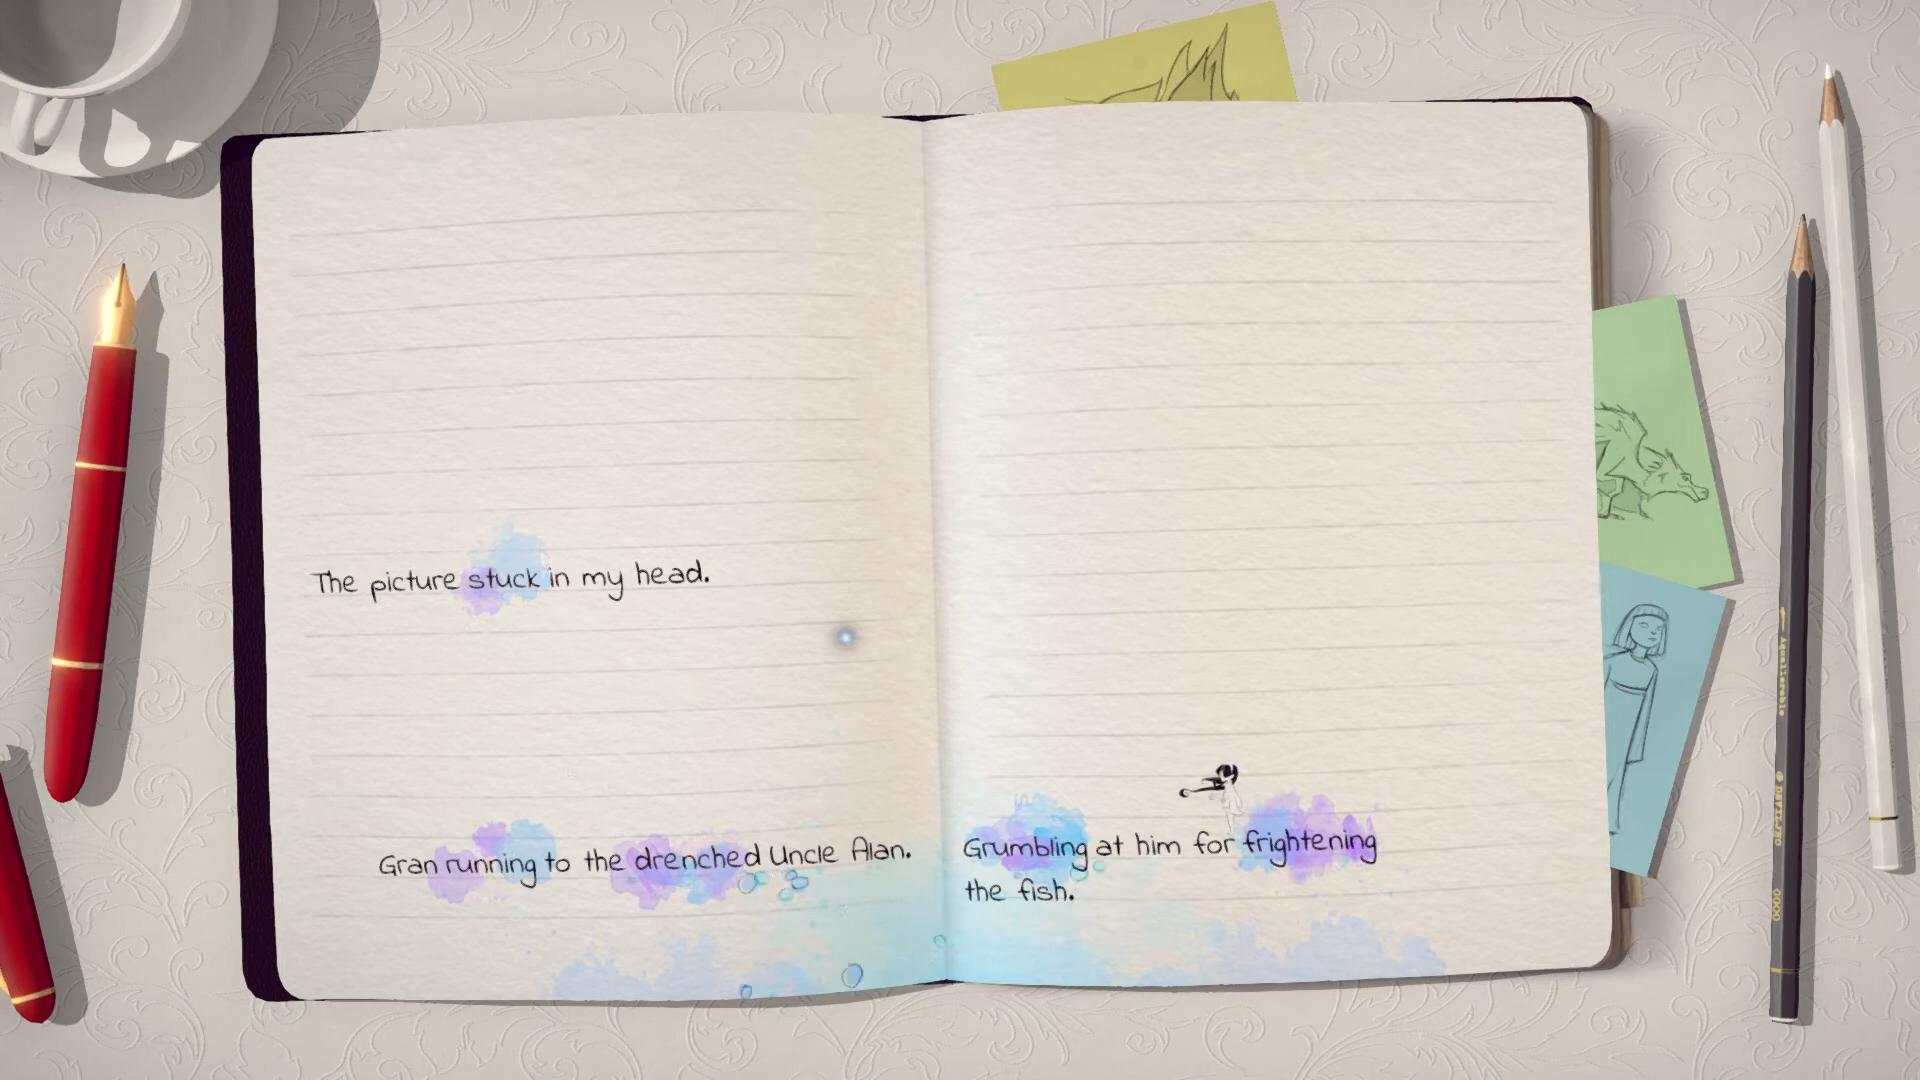 The picture stuck in my head.
Gran running to the drenched Uncle Alan.
Grumbling at him for frightening
the fish.